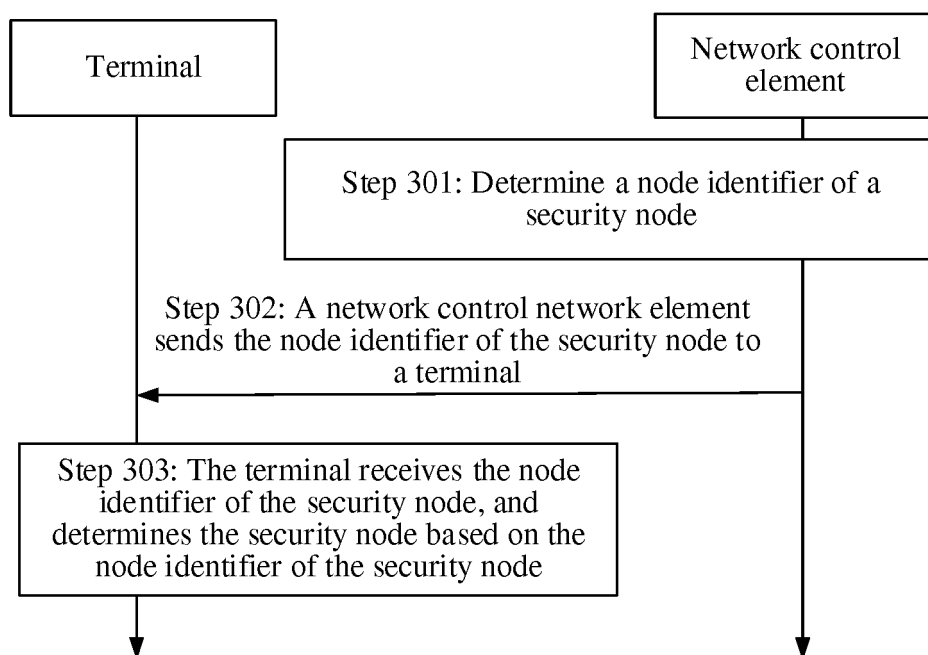 Terminal
Network control
element
Step 301: Determine a node identifier of a
security node
Step 302: A network control network element
sends the node identifier of the security node to
a terminal
Step 303: The terminal receives the node
identifier of the security node, and
determines the security node based on the
node identifier of the security node